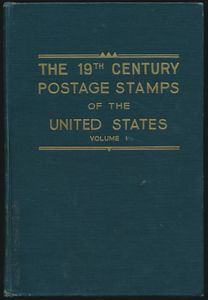 THE 19TH CENTURY
POSTAGE STAMPS
OF THE
UNITED STATES
VOLUME I